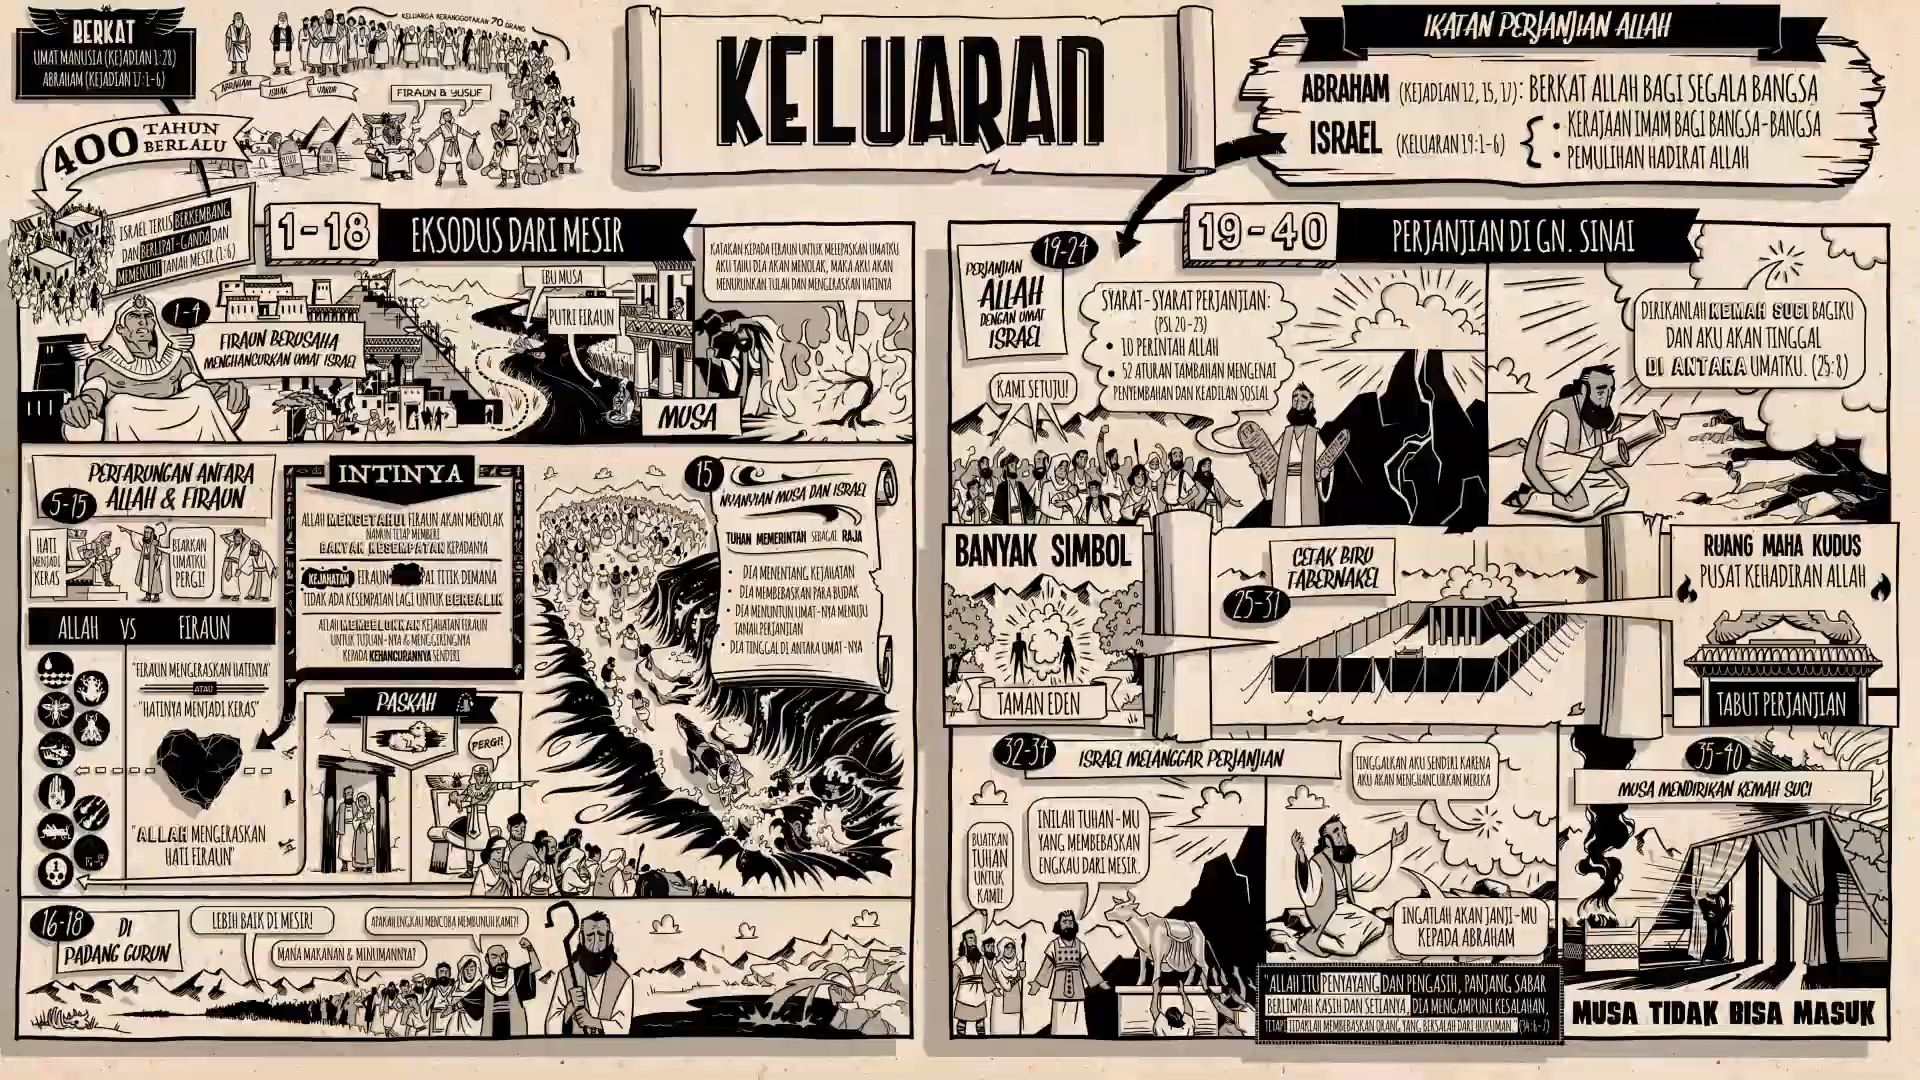 BERKAT
UMAT MANUSIA (KEJADIAN 1:28)
ABRAHAM (KEJADIAN 17:1-6)
KELUARGA BERANGGOTAKAN 70 ORANG
ABRAHAM
ISHAK
YAKUB
FIRAUN & YUSUF
400 TAHUN
BERLALU
ISRAEL TERUS BERKEMBANG
DAN BERLIPAT-GANDA DAN
MEMENUHI TANAH MESIR (1:6)
KELUARAN
IKATAN PERJANJIAN ALLAH
ABRAHAM (KEJADIAN 12, 15, 17): BERKAT ALLAH BAGI SEGALA BANGSA
ISRAEL (KELUARAN 19:1-6)
• KERAJAAN IMAM BAGI BANGSA-BANGSA
• PEMULIHAN HADIRAT ALLAH
1-18 EKSODUS DARI MESIR
1-4
FIRAUN BERUSAHA
MENGHANCURKAN UMAT ISRAEL
IBU MUSA
PUTRI FIRAUN
MUSA
KATAKAN KEPADA FIRAUN UNTUK MELEPASKAN UMATKU
AKU TAHU DIA AKAN MENOLAK, MAKA AKU AKAN
MENURUNKAN TULAH DAN MENGERASKAN HATINYA
PERTARUNGAN ANTARA
5-15 ALLAH & FIRAUN
HATI
MENJADI
KERAS
BIARKAN
UMATKU
PERGI!
ALLAH VS FIRAUN
"FIRAUN MENGERASKAN HATINYA"
ATAU
"HATINYA MENJADI KERAS"
"ALLAH MENGERASKAN
HATI FIRAUN"
1
INTINYA
ALLAH MENGETAHUI FIRAUN AKAN MENOLAK
NAMUN TETAP MEMBERI
BANYAK KESEMPATAN KEPADANYA
KEJAHATAN FIRAUN PAI TITIK DIMANA
TIDAK ADA KESEMPATAN LAGI UNTUK BERBALIK
ALLAH MEMBELOKKAN KEJAHATAN FIRAUN
UNTUK TUJUAN-NYA & MENGGIRINGNYA
KEPADA KEHANCURANNYA SENDIRI
PASKAH
PERGI!
15
NYANYIAN MUSA DAN ISRAEL
TUHAN MEMERINTAH SEBAGAI RAJA
• DIA MENENTANG KEJAHATAN
• DIA MEMBEBASKAN PARA BUDAK
• DIA MENUNTUN UMAT-NYA MENUJU
TANAH PERJANJIAN
• DIA TINGGAL DI ANTARA UMAT-NYA
16-18 DI
PADANG GURUN
LEBIH BAIK DI MESIR!
MANA MAKANAN & MINUMANNYA?
APAKAH ENGKAU MENCOBA MEMBUNUH KAMI?!
19-40 PERJANJIAN DI GN. SINAI
19-24
PERJANJIAN
ALLAH
DENGAN UMAT
ISRAEL
KAMI SETUJU!
SYARAT-SYARAT PERJANJIAN:
(PSL 20-23)
• 10 PERINTAH ALLAH
• 52 ATURAN TAMBAHAN MENGENAI
PENYEMBAHAN DAN KEADILAN SOSIAL
DIRIKANLAH KEMAH SUCI BAGIKU
DAN AKU AKAN TINGGAL
DI ANTARA UMATKU. (25:8)
BANYAK SIMBOL
TAMAN EDEN
CETAK BIRU
TABERNAKEL
25-31
RUANG MAHA KUDUS
PUSAT KEHADIRAN ALLAH
TABUT PERJANJIAN
32-34 ISRAEL MELANGGAR PERJANJIAN
BUATKAN
TUHAN
UNTUK
KAMI!
INILAH TUHAN-MU
YANG MEMBEBASKAN
ENGKAU DARI MESIR.
TINGGALKAN AKU SENDIRI KARENA
AKU AKAN MENGHANCURKAN MEREKA
INGATLAH AKAN JANJI-MU
KEPADA ABRAHAM
"ALLAH ITU PENYAYANG DAN PENGASIH, PANJANG SABAR
BERLIMPAH KASIH DAN SETIANYA, DIA MENGAMPUNI KESALAHAN,
TETAPI TIDAKLAH MEMBEBASKAN ORANG YANG BERSALAH DARI HUKUMAN." (34:6-7)
35-40
MUSA MENDIRIKAN KEMAH SUCI
MUSA TIDAK BISA MASUK